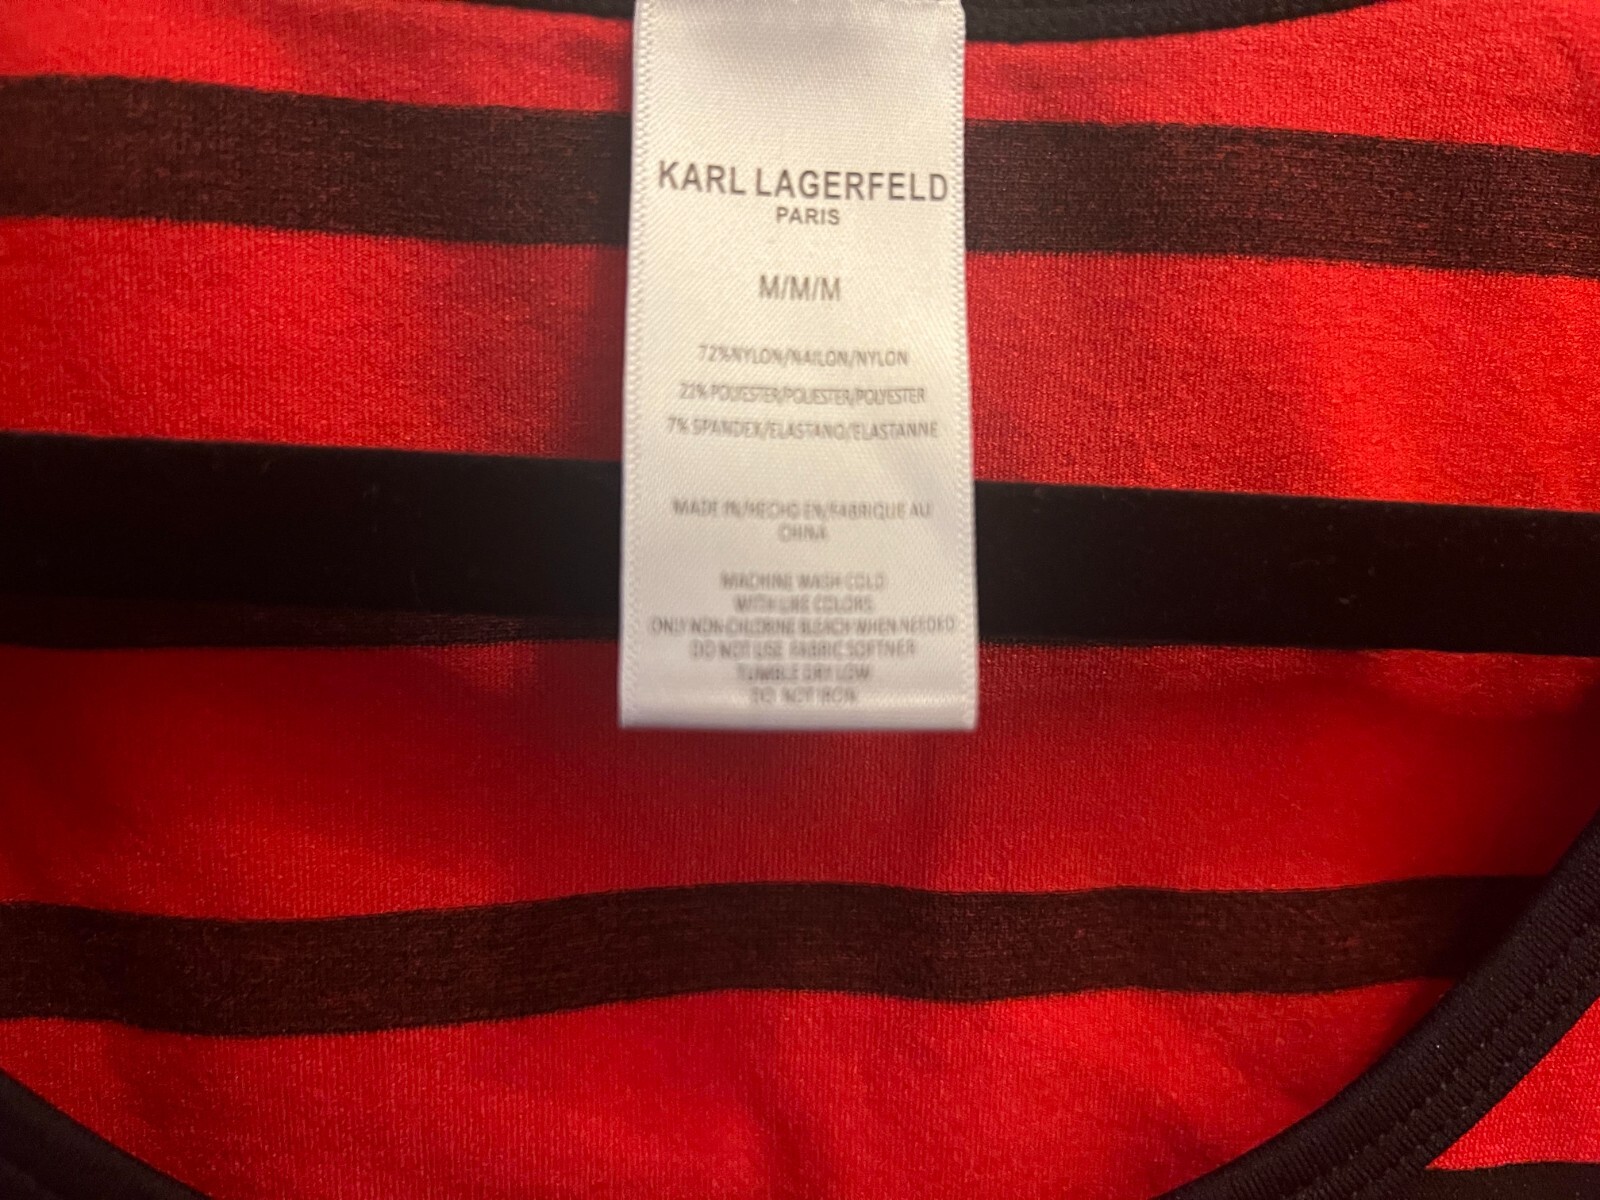 KARL LAGERFELD
PARIS
M/M/M
72%NYLON/NAILON/NYLON
21% POLYESTER/POLIESTER/POLYESTER
7% SPANDEX/ELASTANO/ELASTANNE
MADE IN/HECHO EN/FABRIQUE AU
CHINA
MACHINE WASH COLD
WITH LIKE COLORS
ONLY NON-CHLORINE BLEACH WHEN NEEDED
DO NOT USE FABRIC SOFTNER
TUMBLE DRY LOW
DO NOT IRON